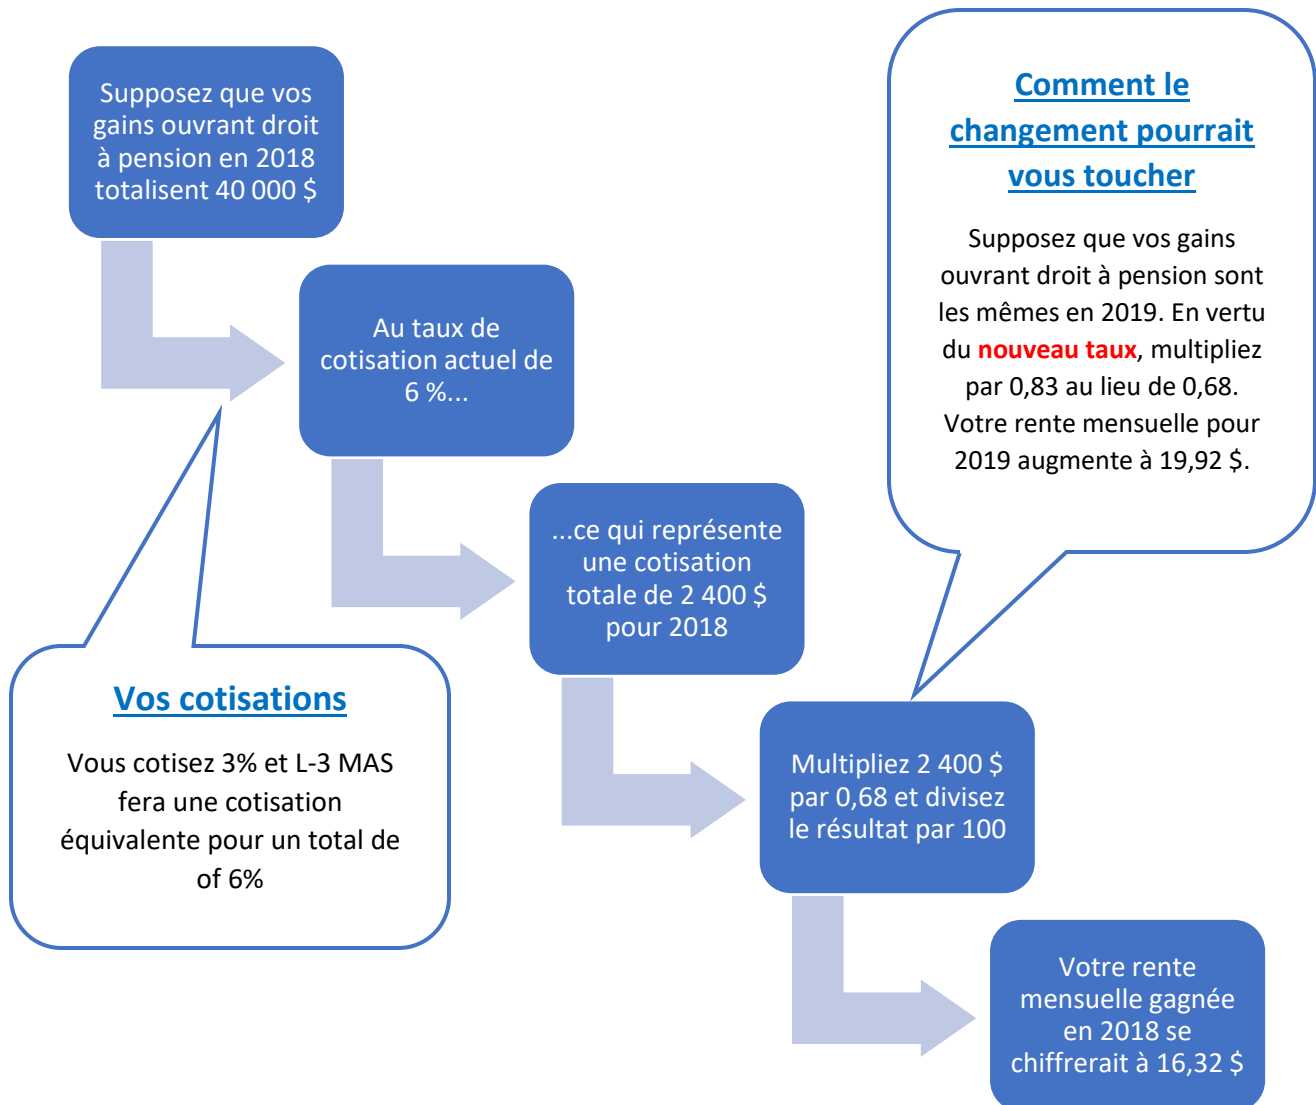 Supposez que vos
gains ouvrant droit
à pension en 2018
totalisent 40 000 $
Au taux de
cotisation actuel de
6 %...
...ce qui représente
une cotisation
totale de 2 400 $
pour 2018
Multipliez 2 400 $
par 0,68 et divisez
le résultat par 100
Votre rente
mensuelle gagnée
en 2018 se
chiffrerait à 16,32 $
Vos cotisations
Vous cotisez 3% et L-3 MAS
fera une cotisation
équivalente pour un total de
of 6%
Comment le
changement pourrait
vous toucher
Supposez que vos gains
ouvrant droit à pension sont
les mêmes en 2019. En vertu
du nouveau taux, multipliez
par 0,83 au lieu de 0,68.
Votre rente mensuelle pour
2019 augmente à 19,92 $.